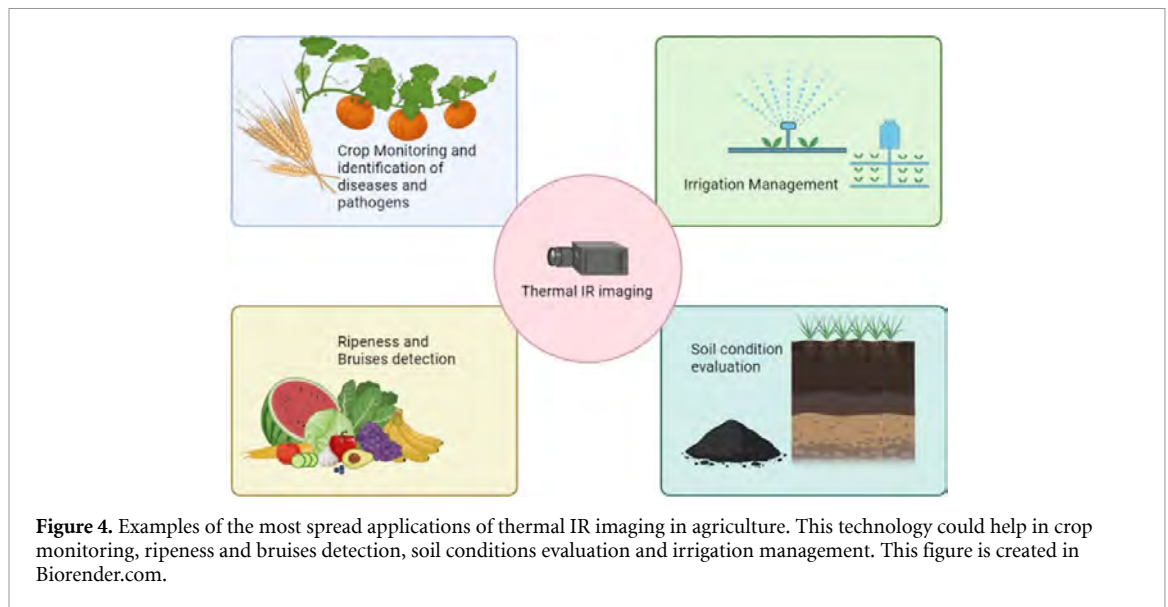 Crop Monitoring and
identification of
diseases and
pathogens
Irrigation Management
Thermal IR imaging
Ripeness and
Bruises detection
Soil condition
evaluation
Figure 4. Examples of the most spread applications of thermal IR imaging in agriculture. This technology could help in crop
monitoring, ripeness and bruises detection, soil conditions evaluation and irrigation management. This figure is created in
Biorender.com.